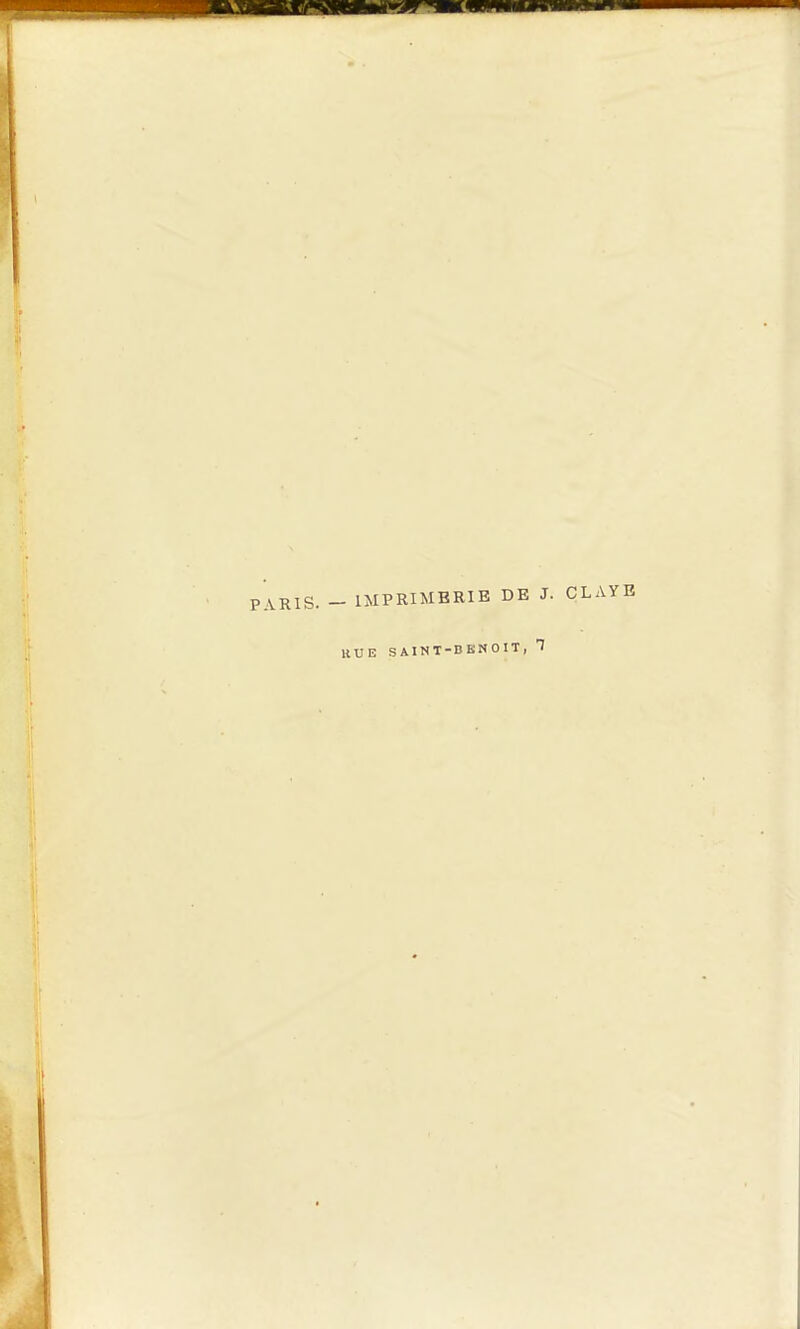 PARIS. — IMPRIMERIE DE J. CLAYE
RUE SAINT-BENOIT, 7